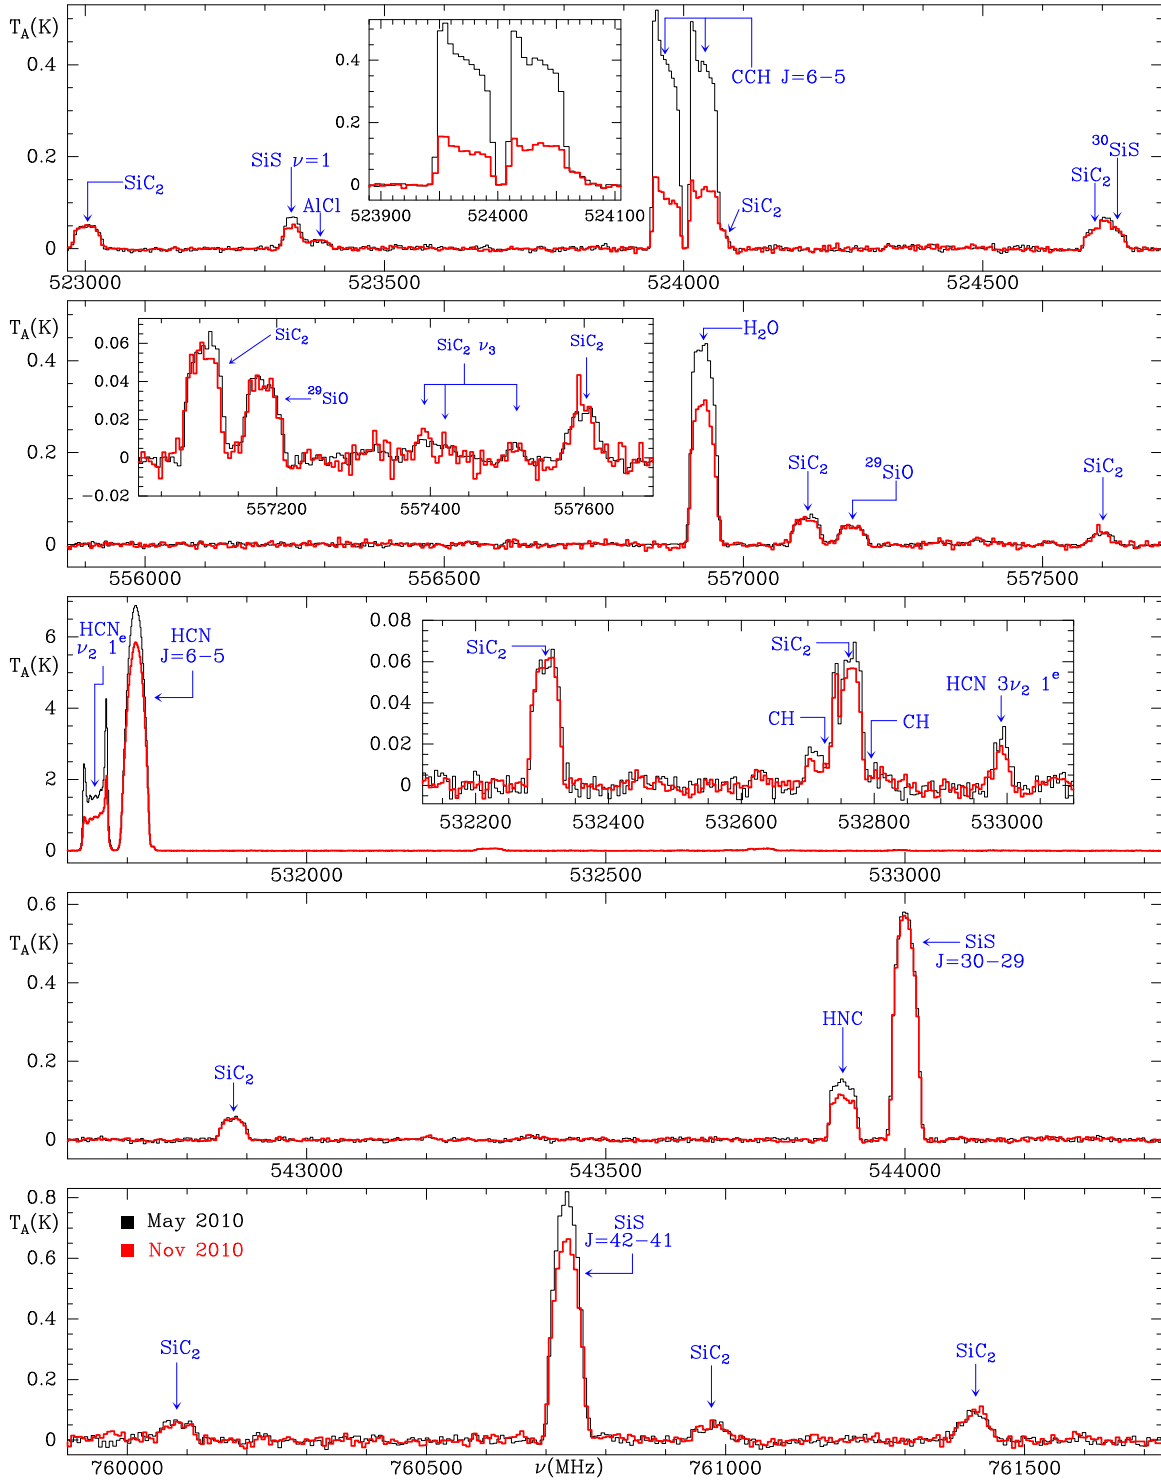 T_A(K)
0.4
0.2
0
SiC₂
SiS ν=1
AlCl
0.4
0.2
0
523900 524000 524100
CCH J=6−5
SiC₂
³⁰SiS
SiC₂
523000 523500 524000 524500
T_A(K)
0.4
0.2
0
0.06
0.04
0.02
0
−0.02
SiC₂
²⁹SiO
SiC₂ ν₃
SiC₂
557200 557400 557600
H₂O
SiC₂
²⁹SiO
SiC₂
556000 556500 557000 557500
T_A(K)
6
4
2
0
HCN
ν₂ 1ᵉ
HCN
J=6−5
0.08
0.06
0.04
0.02
0
SiC₂
SiC₂
CH
CH
HCN 3ν₂ 1ᵉ
532200 532400 532600 532800 533000
532000 532500 533000
T_A(K)
0.6
0.4
0.2
0
SiC₂
HNC
SiS
J=30−29
543000 543500 544000
T_A(K)
0.8
0.6
0.4
0.2
0
May 2010
Nov 2010
SiS
J=42−41
SiC₂
SiC₂
SiC₂
760000 760500 761000 761500
ν(MHz)